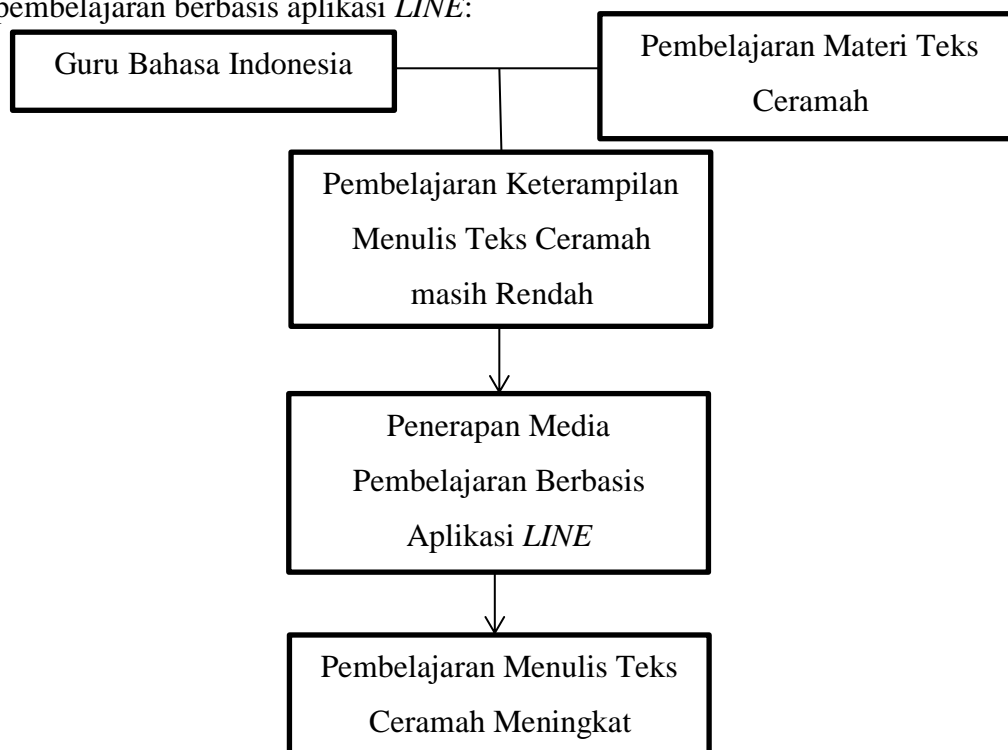 pembelajaran berbasis aplikasi LINE:
Guru Bahasa Indonesia
Pembelajaran Materi Teks
Ceramah
Pembelajaran Keterampilan
Menulis Teks Ceramah
masih Rendah
Penerapan Media
Pembelajaran Berbasis
Aplikasi LINE
Pembelajaran Menulis Teks
Ceramah Meningkat